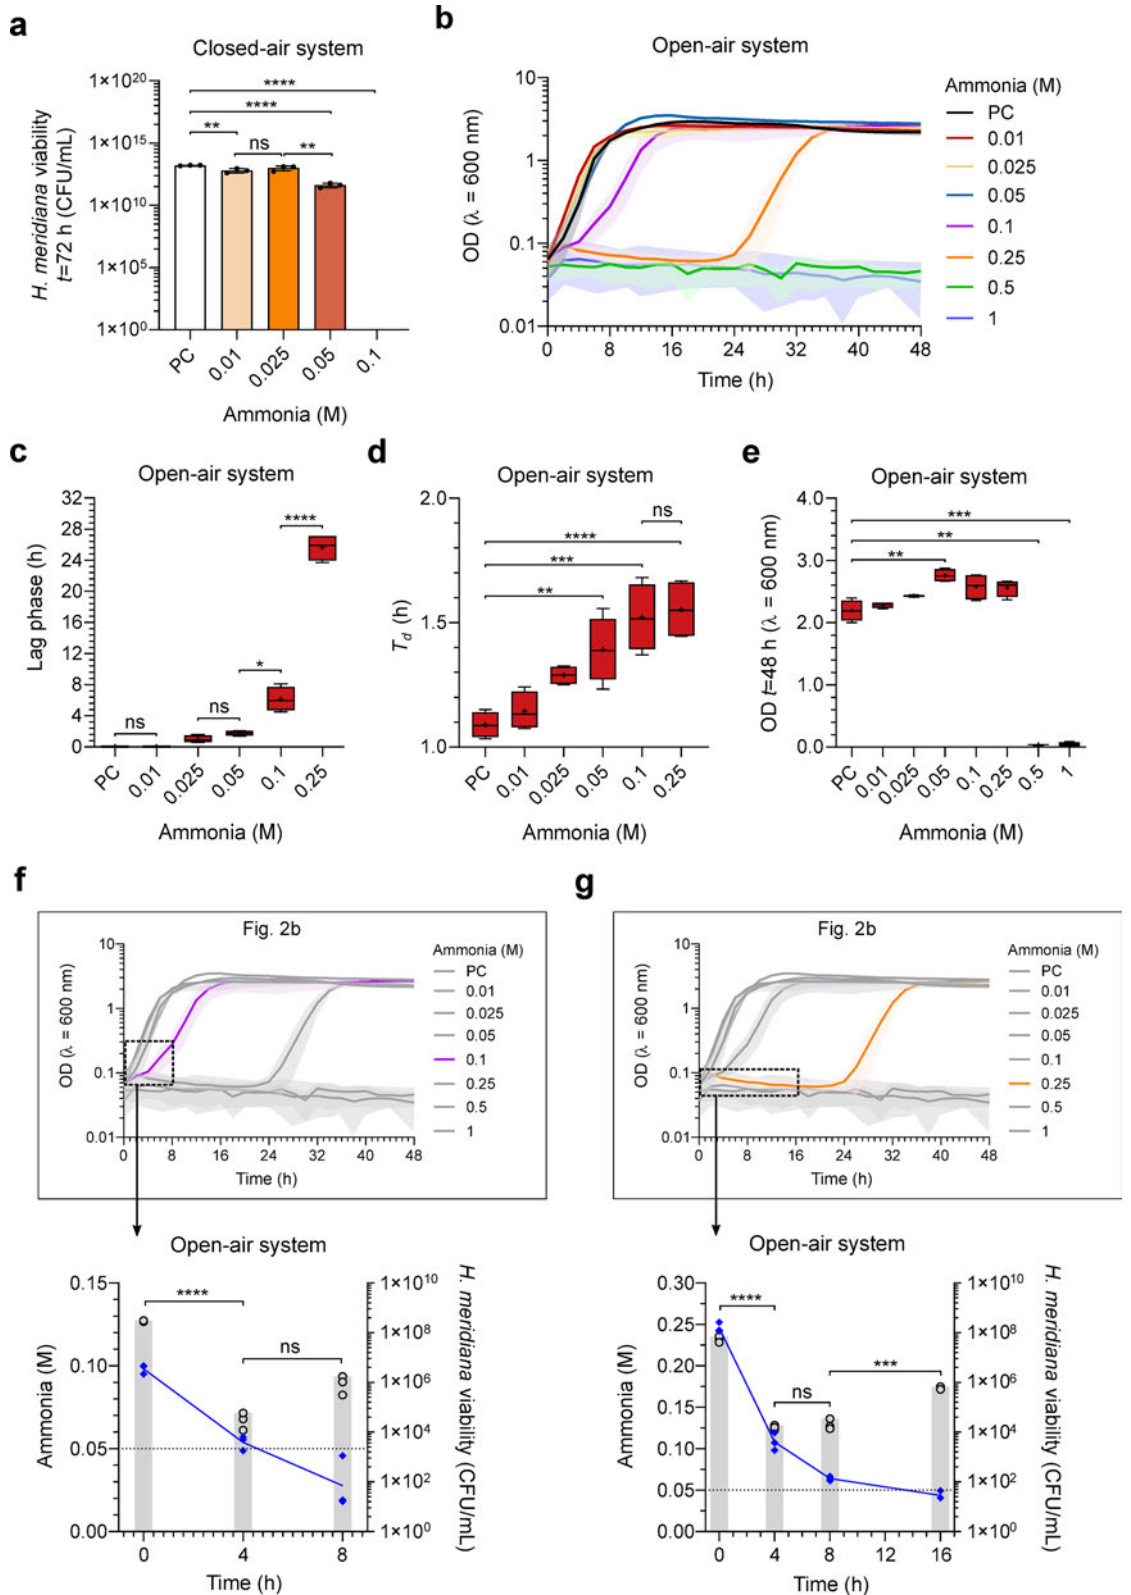 a
Closed-air system
H. meridiana viability
t=72 h (CFU/mL)
1×10²⁰
1×10¹⁵
1×10¹⁰
1×10⁵
1×10⁰
****
****
**
ns
**
PC
0.01
0.025
0.05
0.1
Ammonia (M)
b
Open-air system
OD (λ = 600 nm)
10
1
0.1
0.01
0
8
16
24
32
40
48
Time (h)
Ammonia (M)
PC
0.01
0.025
0.05
0.1
0.25
0.5
1
c
Open-air system
Lag phase (h)
32
28
24
20
16
12
8
4
0
ns
ns
*
****
PC
0.01
0.025
0.05
0.1
0.25
Ammonia (M)
d
Open-air system
T_d (h)
2.0
1.5
1.0
ns
****
***
**
PC
0.01
0.025
0.05
0.1
0.25
Ammonia (M)
e
Open-air system
OD t=48 h (λ = 600 nm)
4.0
3.0
2.0
1.0
0.0
***
**
**
PC
0.01
0.025
0.05
0.1
0.25
0.5
1
Ammonia (M)
f
Fig. 2b
OD (λ = 600 nm)
10
1
0.1
0.01
0
8
16
24
32
40
48
Time (h)
Ammonia (M)
PC
0.01
0.025
0.05
0.1
0.25
0.5
1
Open-air system
Ammonia (M)
0.15
0.10
0.05
0.00
****
ns
1×10¹⁰
1×10⁸
1×10⁶
1×10⁴
1×10²
1×10⁰
H. meridiana viability (CFU/mL)
0
4
8
Time (h)
g
Fig. 2b
OD (λ = 600 nm)
10
1
0.1
0.01
0
8
16
24
32
40
48
Time (h)
Ammonia (M)
PC
0.01
0.025
0.05
0.1
0.25
0.5
1
Open-air system
Ammonia (M)
0.30
0.25
0.20
0.15
0.10
0.05
0.00
****
ns
***
1×10¹⁰
1×10⁸
1×10⁶
1×10⁴
1×10²
1×10⁰
H. meridiana viability (CFU/mL)
0
4
8
12
16
Time (h)